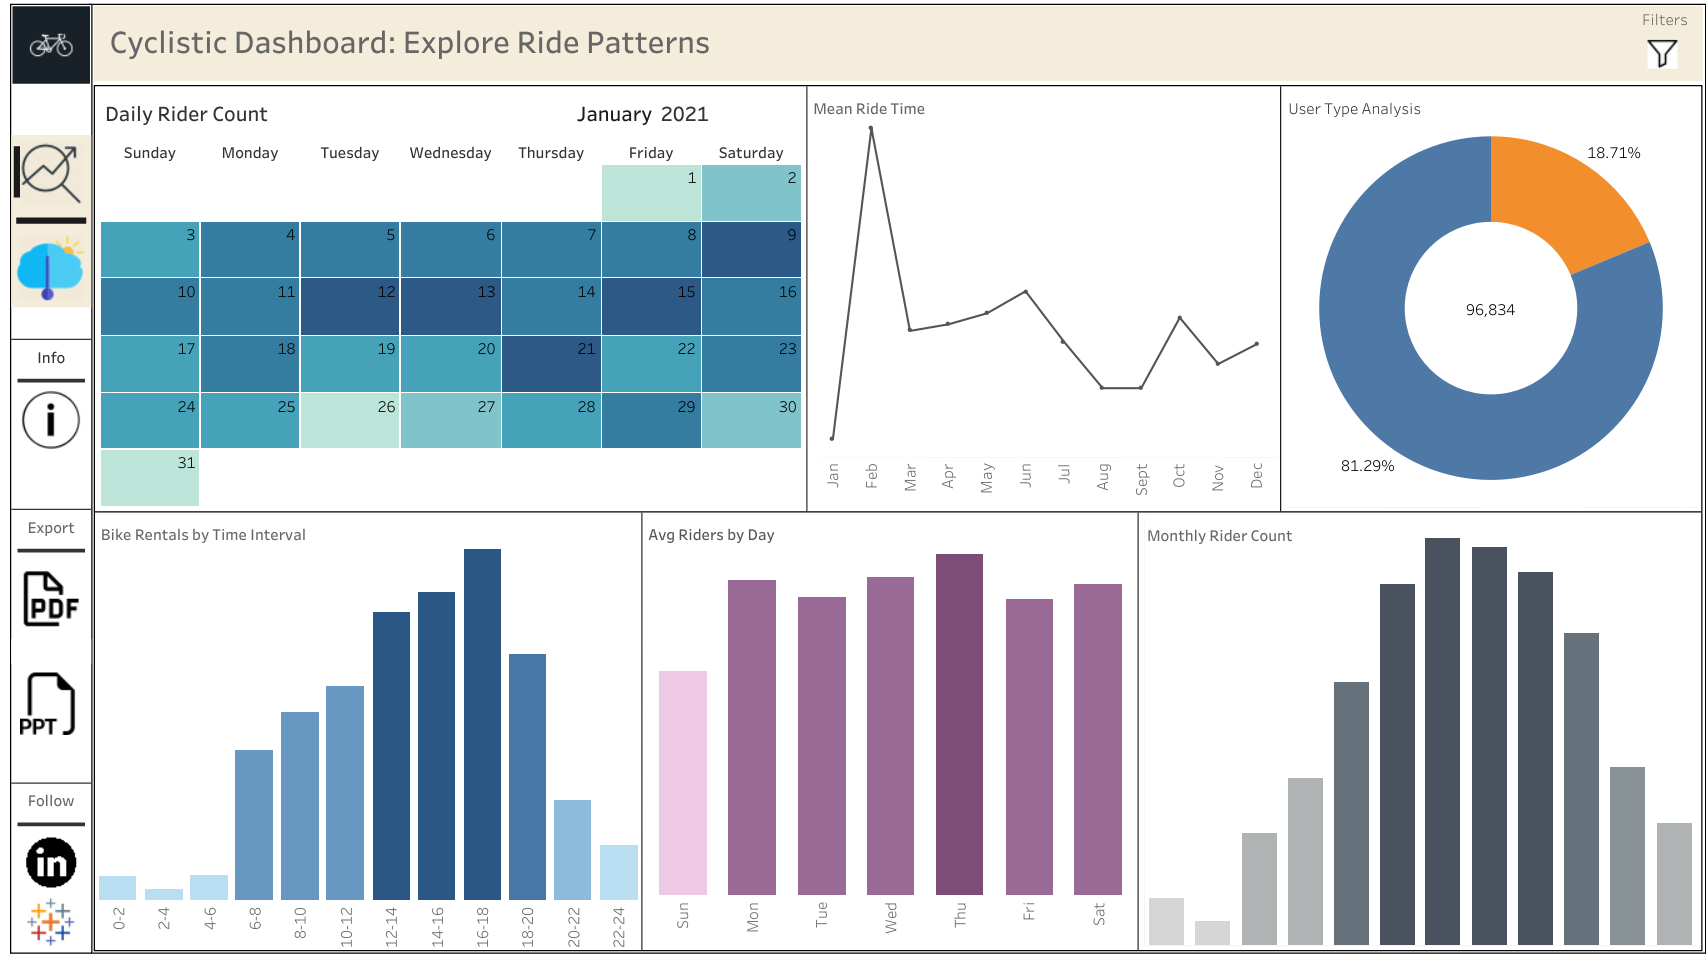 Cyclistic Dashboard: Explore Ride Patterns
Filters
Daily Rider Count
January 2021
Sunday Monday Tuesday Wednesday Thursday Friday Saturday
1 2
3 4 5 6 7 8 9
10 11 12 13 14 15 16
17 18 19 20 21 22 23
24 25 26 27 28 29 30
31
Mean Ride Time
Jan Feb Mar Apr May Jun Jul Aug Sept Oct Nov Dec
User Type Analysis
18.71%
96,834
81.29%
Info
i
Export
PDF
PPT
Follow
in
Bike Rentals by Time Interval
0-2 2-4 4-6 6-8 8-10 10-12 12-14 14-16 16-18 18-20 20-22 22-24
Avg Riders by Day
Sun Mon Tue Wed Thu Fri Sat
Monthly Rider Count